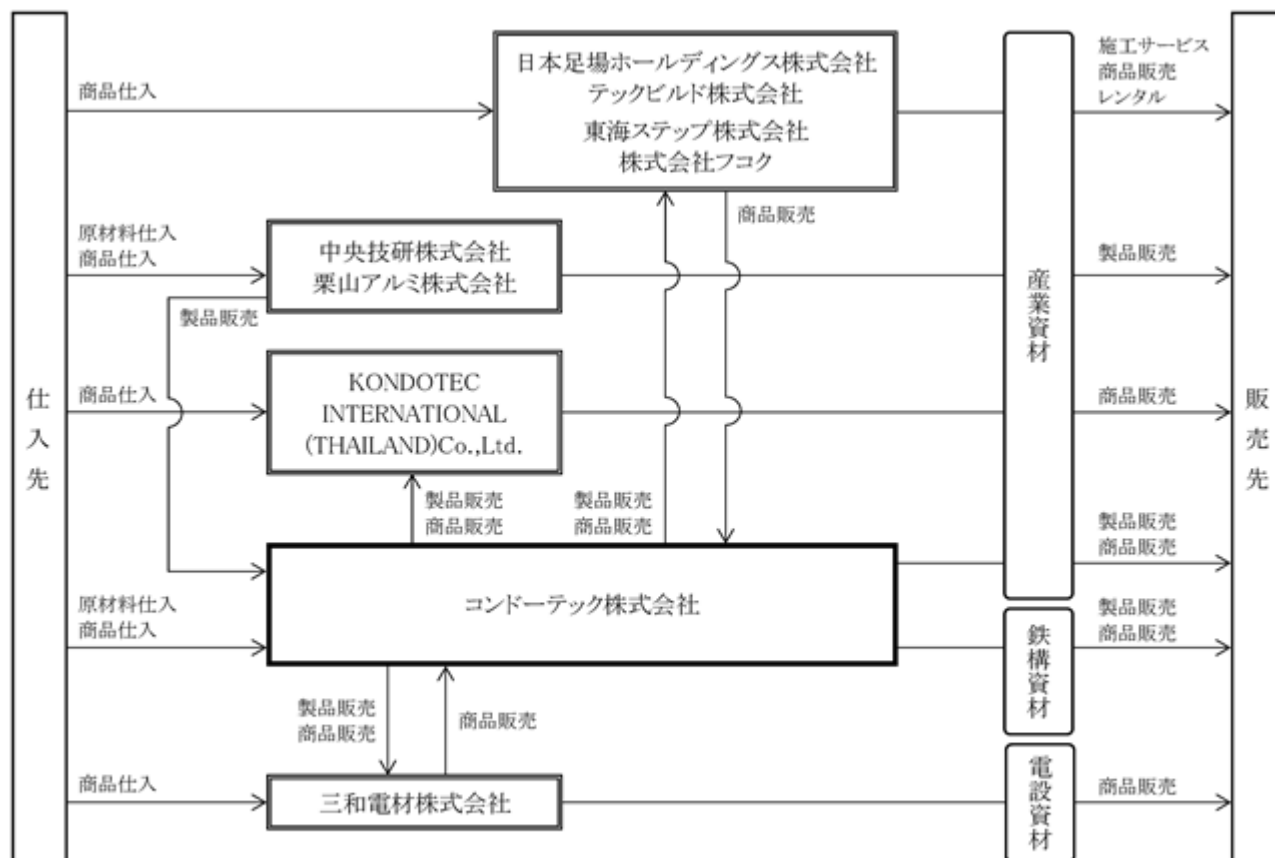 仕入先
商品仕入
日本足場ホールディングス株式会社
テックビルド株式会社
東海ステップ株式会社
株式会社フコク
施工サービス
商品販売
レンタル
商品販売
原材料仕入
商品仕入
中央技研株式会社
栗山アルミ株式会社
製品販売
製品販売
産業資材
商品仕入
KONDOTEC
INTERNATIONAL
(THAILAND)Co.,Ltd.
商品販売
販売先
製品販売
商品販売
製品販売
商品販売
製品販売
商品販売
コンドーテック株式会社
原材料仕入
商品仕入
鉄構資材
製品販売
商品販売
製品販売
商品販売
商品販売
商品仕入
三和電材株式会社
電設資材
商品販売